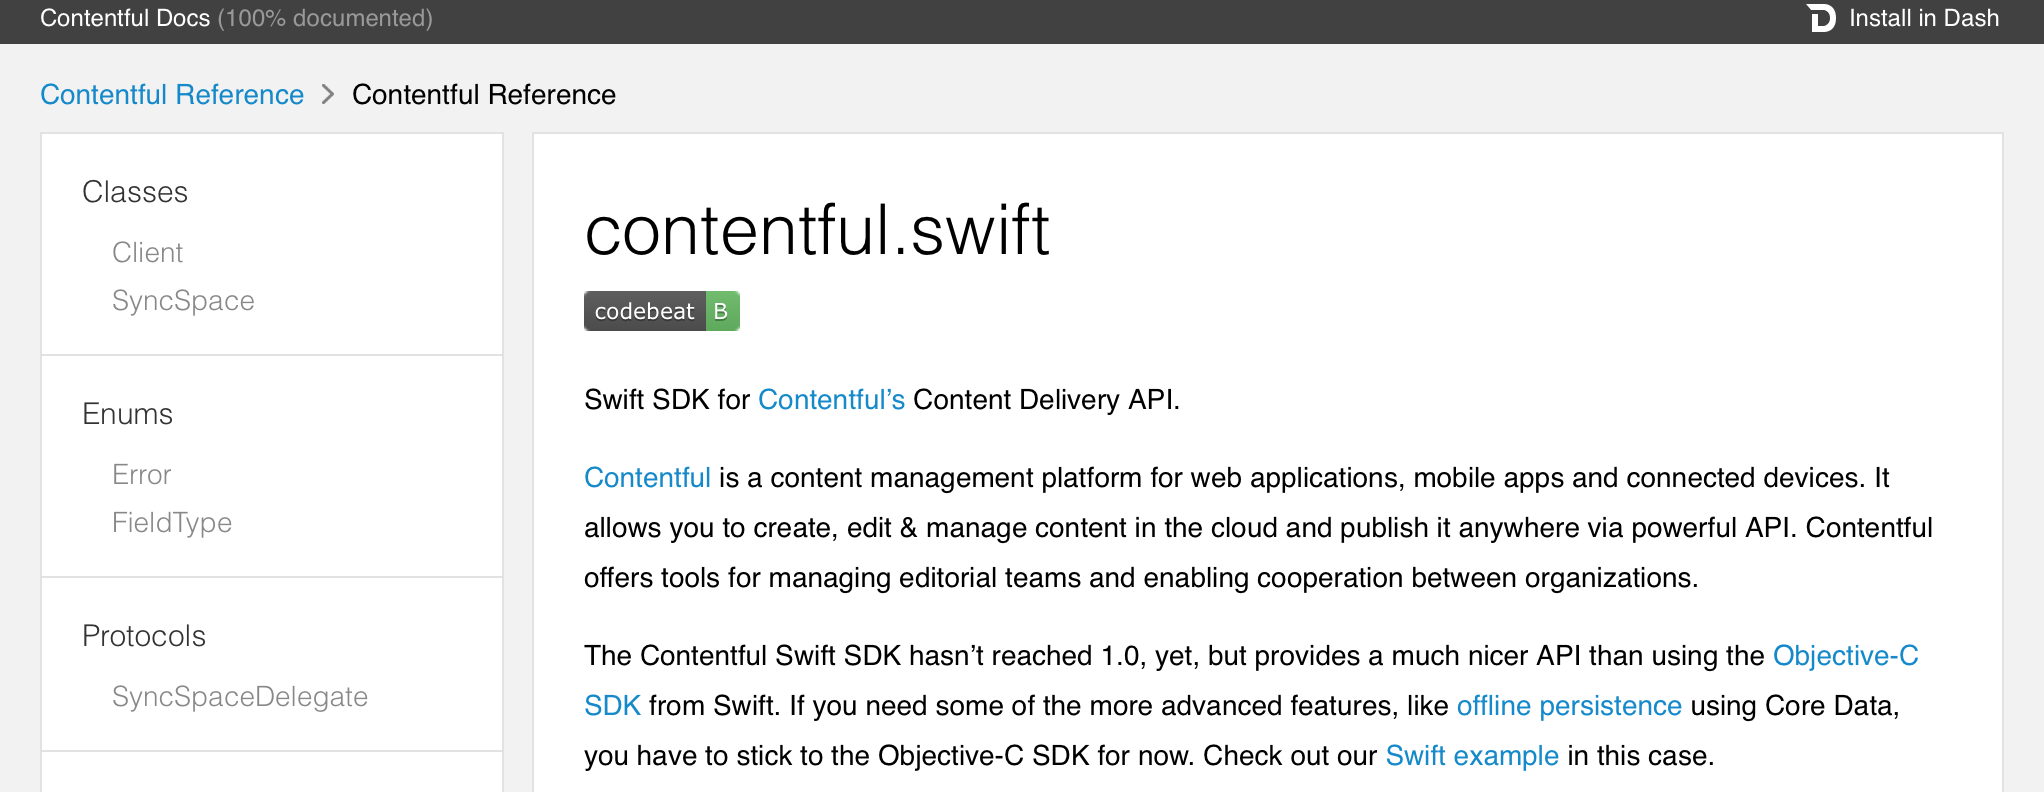 Contentful Docs (100% documented)
Install in Dash
Contentful Reference > Contentful Reference
Classes
Client
SyncSpace
Enums
Error
FieldType
Protocols
SyncSpaceDelegate
contentful.swift
codebeat B
Swift SDK for Contentful’s Content Delivery API.
Contentful is a content management platform for web applications, mobile apps and connected devices. It
allows you to create, edit & manage content in the cloud and publish it anywhere via powerful API. Contentful
offers tools for managing editorial teams and enabling cooperation between organizations.
The Contentful Swift SDK hasn’t reached 1.0, yet, but provides a much nicer API than using the Objective-C
SDK from Swift. If you need some of the more advanced features, like offline persistence using Core Data,
you have to stick to the Objective-C SDK for now. Check out our Swift example in this case.